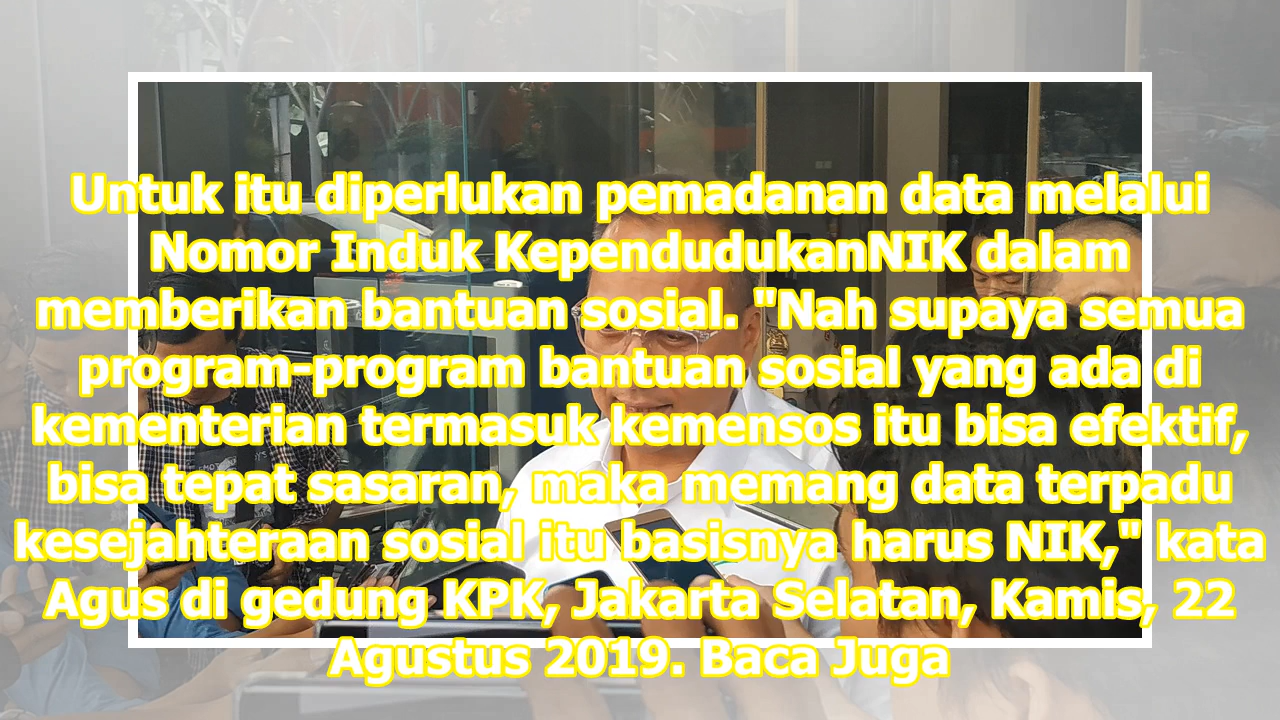 Untuk itu diperlukan pemadanan data melalui
Nomor Induk KependudukanNIK dalam
memberikan bantuan sosial. "Nah supaya semua
program-program bantuan sosial yang ada di
kementerian termasuk kemensos itu bisa efektif,
bisa tepat sasaran, maka memang data terpadu
kesejahteraan sosial itu basisnya harus NIK," kata
Agus di gedung KPK, Jakarta Selatan, Kamis, 22
Agustus 2019. Baca Juga